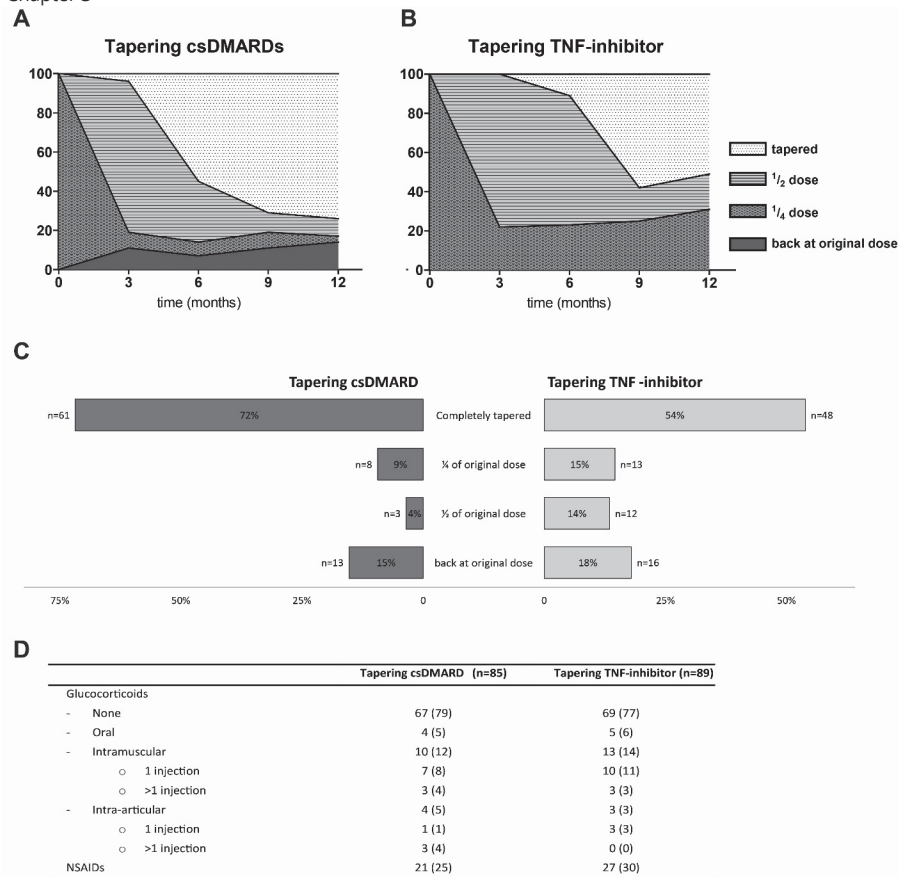 A
B
Tapering csDMARDs
Tapering TNF-inhibitor
100
80
60
40
20
0
0 3 6 9 12
time (months)
100
80
60
40
20
0
0 3 6 9 12
time (months)
tapered
1/2 dose
1/4 dose
back at original dose
C
Tapering csDMARD Tapering TNF -inhibitor
n=61 72% Completely tapered 54% n=48
n=8 9% ¼ of original dose 15% n=13
n=3 4% ½ of original dose 14% n=12
n=13 15% back at original dose 18% n=16
75% 50% 25% 0 0 25% 50%
D
Tapering csDMARD (n=85) Tapering TNF-inhibitor (n=89)
Glucocorticoids
- None 67 (79) 69 (77)
- Oral 4 (5) 5 (6)
- Intramuscular 10 (12) 13 (14)
o 1 injection 7 (8) 10 (11)
o >1 injection 3 (4) 3 (3)
- Intra-articular 4 (5) 3 (3)
o 1 injection 1 (1) 3 (3)
o >1 injection 3 (4) 0 (0)
NSAIDs 21 (25) 27 (30)